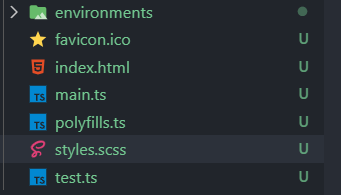 environments
favicon.ico U
index.html U
TS main.ts U
TS polyfills.ts U
styles.scss U
TS test.ts U